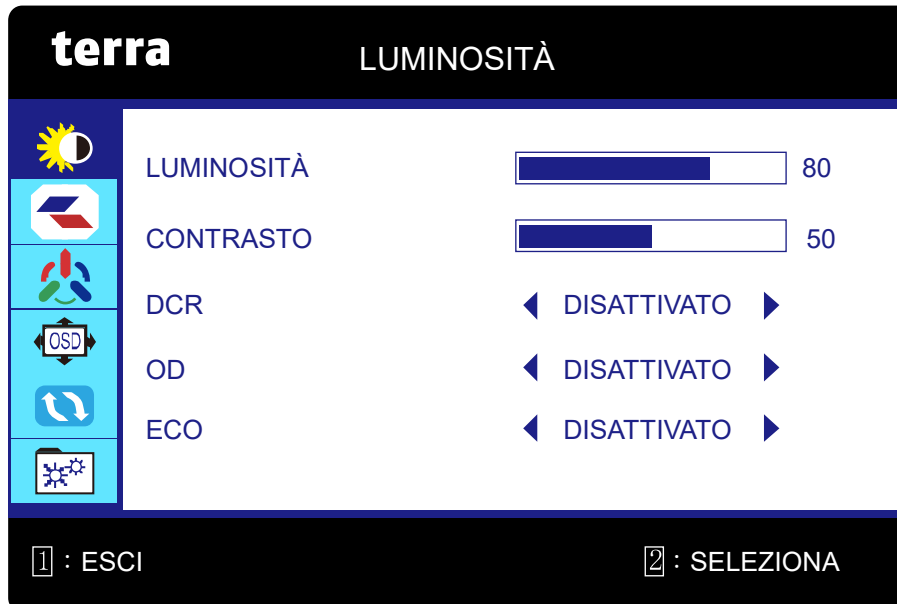 terra LUMINOSITÀ
LUMINOSITÀ 80
CONTRASTO 50
DCR DISATTIVATO
OSD
OD DISATTIVATO
ECO DISATTIVATO
1 : ESCI 2 : SELEZIONA